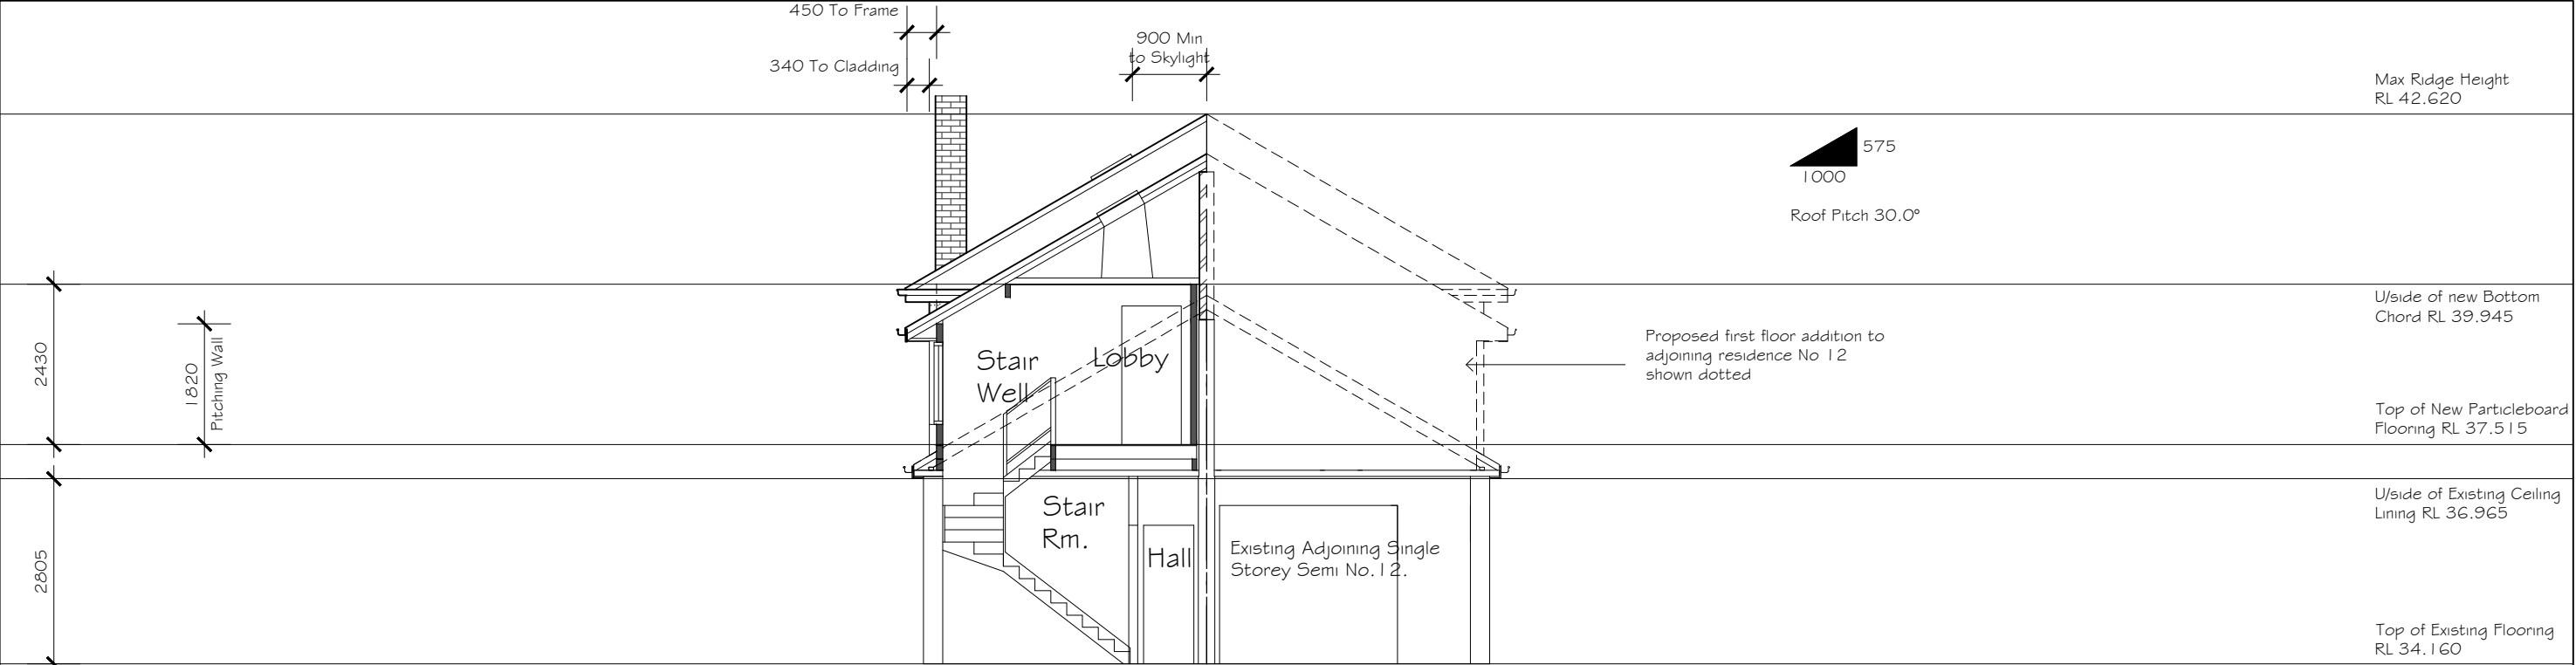 450 To Frame
340 To Cladding
900 Min
to Skylight
Max Ridge Height
RL 42.620
575
1000
Roof Pitch 30.0°
U/side of new Bottom
Chord RL 39.945
2430
1820
Pitching Wall
Stair
Well
Lobby
Proposed first floor addition to
adjoining residence No 12
shown dotted
Top of New Particleboard
Flooring RL 37.515
U/side of Existing Ceiling
Lining RL 36.965
2805
Stair
Rm.
Hall
Existing Adjoining Single
Storey Semi No.12.
Top of Existing Flooring
RL 34.160